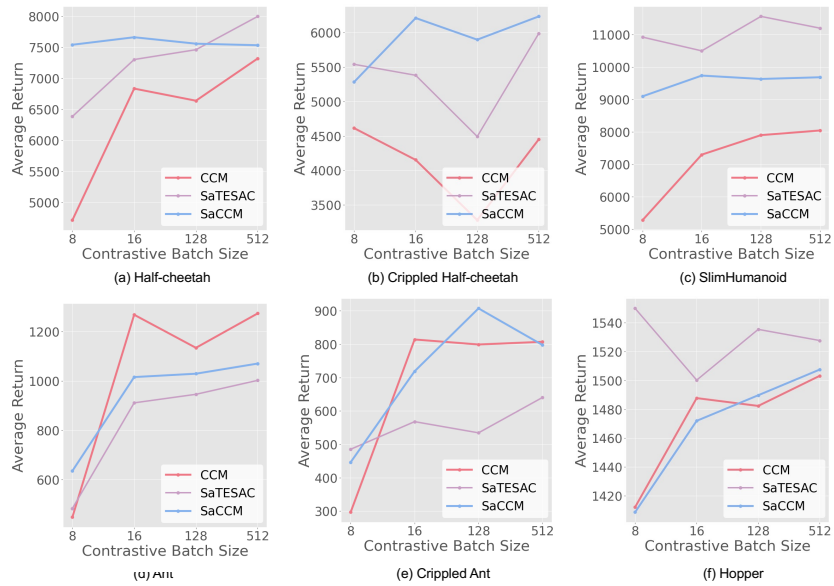 8000
7500
7000
6500
6000
5500
5000
Average Return
CCM
SaTESAC
SaCCM
8 16 128 512
Contrastive Batch Size
(a) Half-cheetah
6000
5500
5000
4500
4000
3500
Average Return
CCM
SaTESAC
SaCCM
8 16 128 512
Contrastive Batch Size
(b) Crippled Half-cheetah
11000
10000
9000
8000
7000
6000
5000
Average Return
CCM
SaTESAC
SaCCM
8 16 128 512
Contrastive Batch Size
(c) SlimHumanoid
1200
1000
800
600
Average Return
CCM
SaTESAC
SaCCM
8 16 128 512
Contrastive Batch Size
(d) Ant
900
800
700
600
500
400
300
Average Return
CCM
SaTESAC
SaCCM
8 16 128 512
Contrastive Batch Size
(e) Crippled Ant
1540
1520
1500
1480
1460
1440
1420
Average Return
CCM
SaTESAC
SaCCM
8 16 128 512
Contrastive Batch Size
(f) Hopper